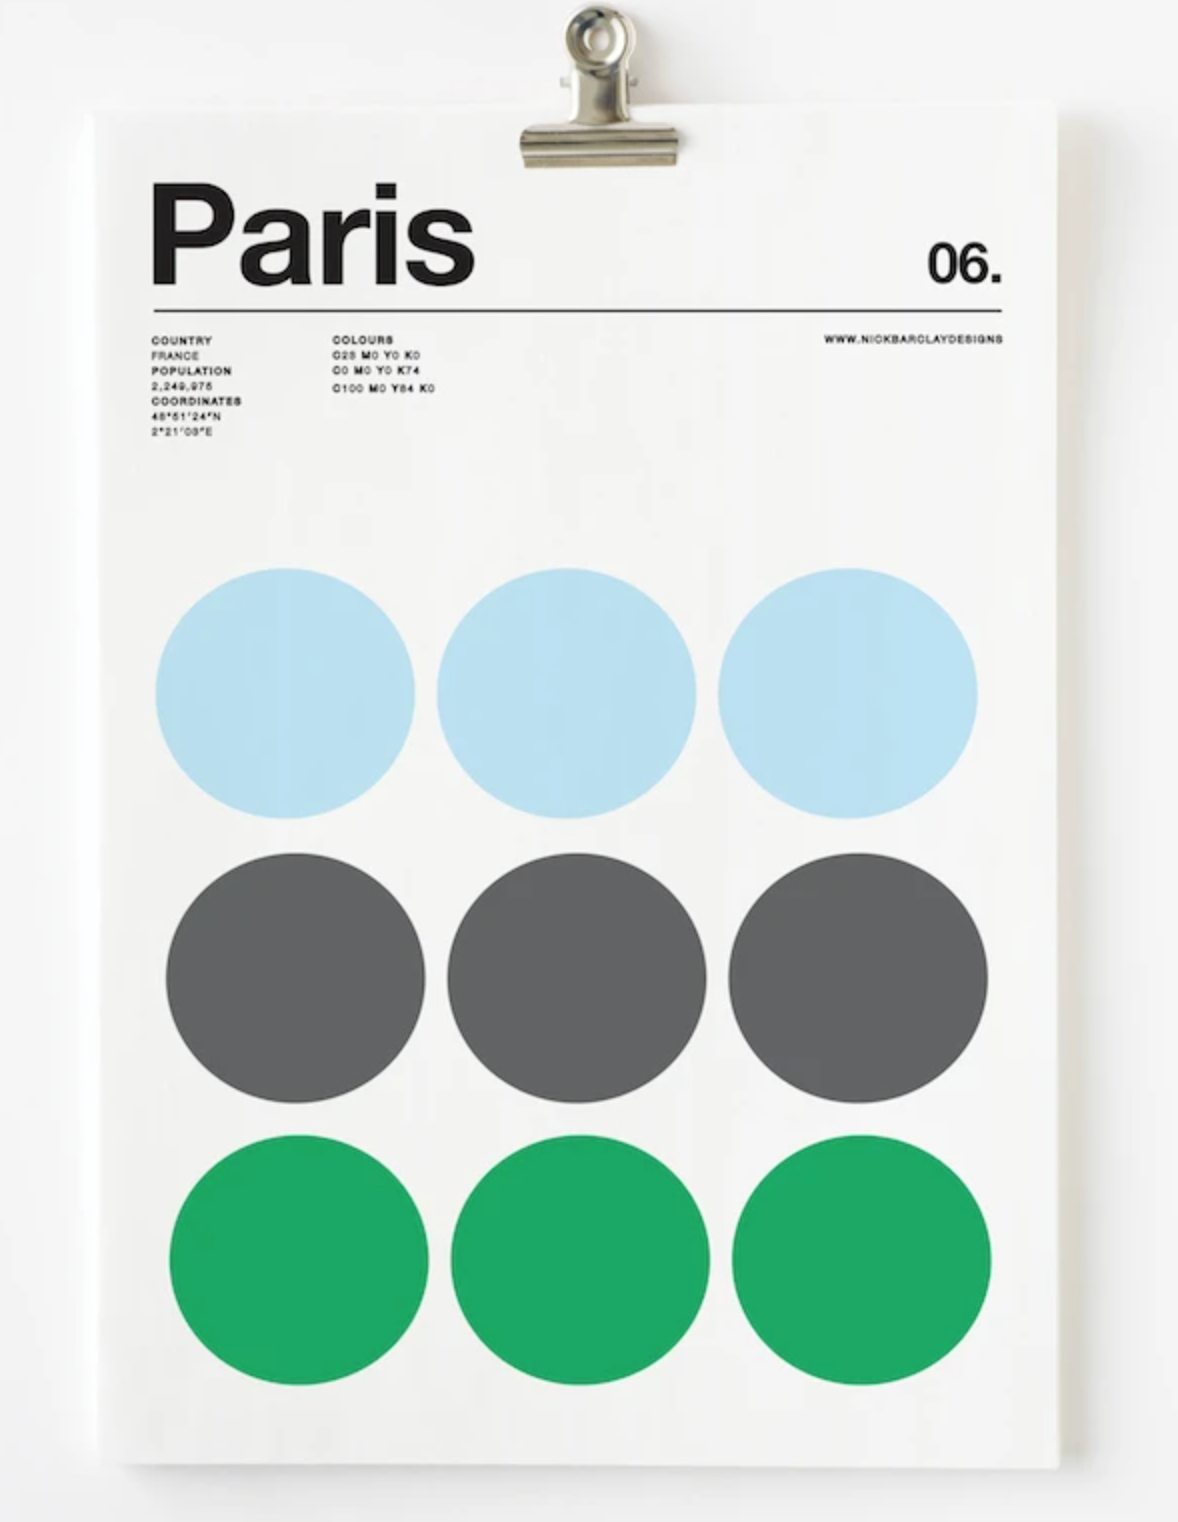 Paris
06.
COUNTRY
FRANCE
POPULATION
2,249,975
COORDINATES
48°51'24"N
2°21'03"E
COLOURS
C23 M0 Y0 K0
C0 M0 Y0 K74
C100 M0 Y84 K0
WWW.NICKBARCLAYDESIGNS